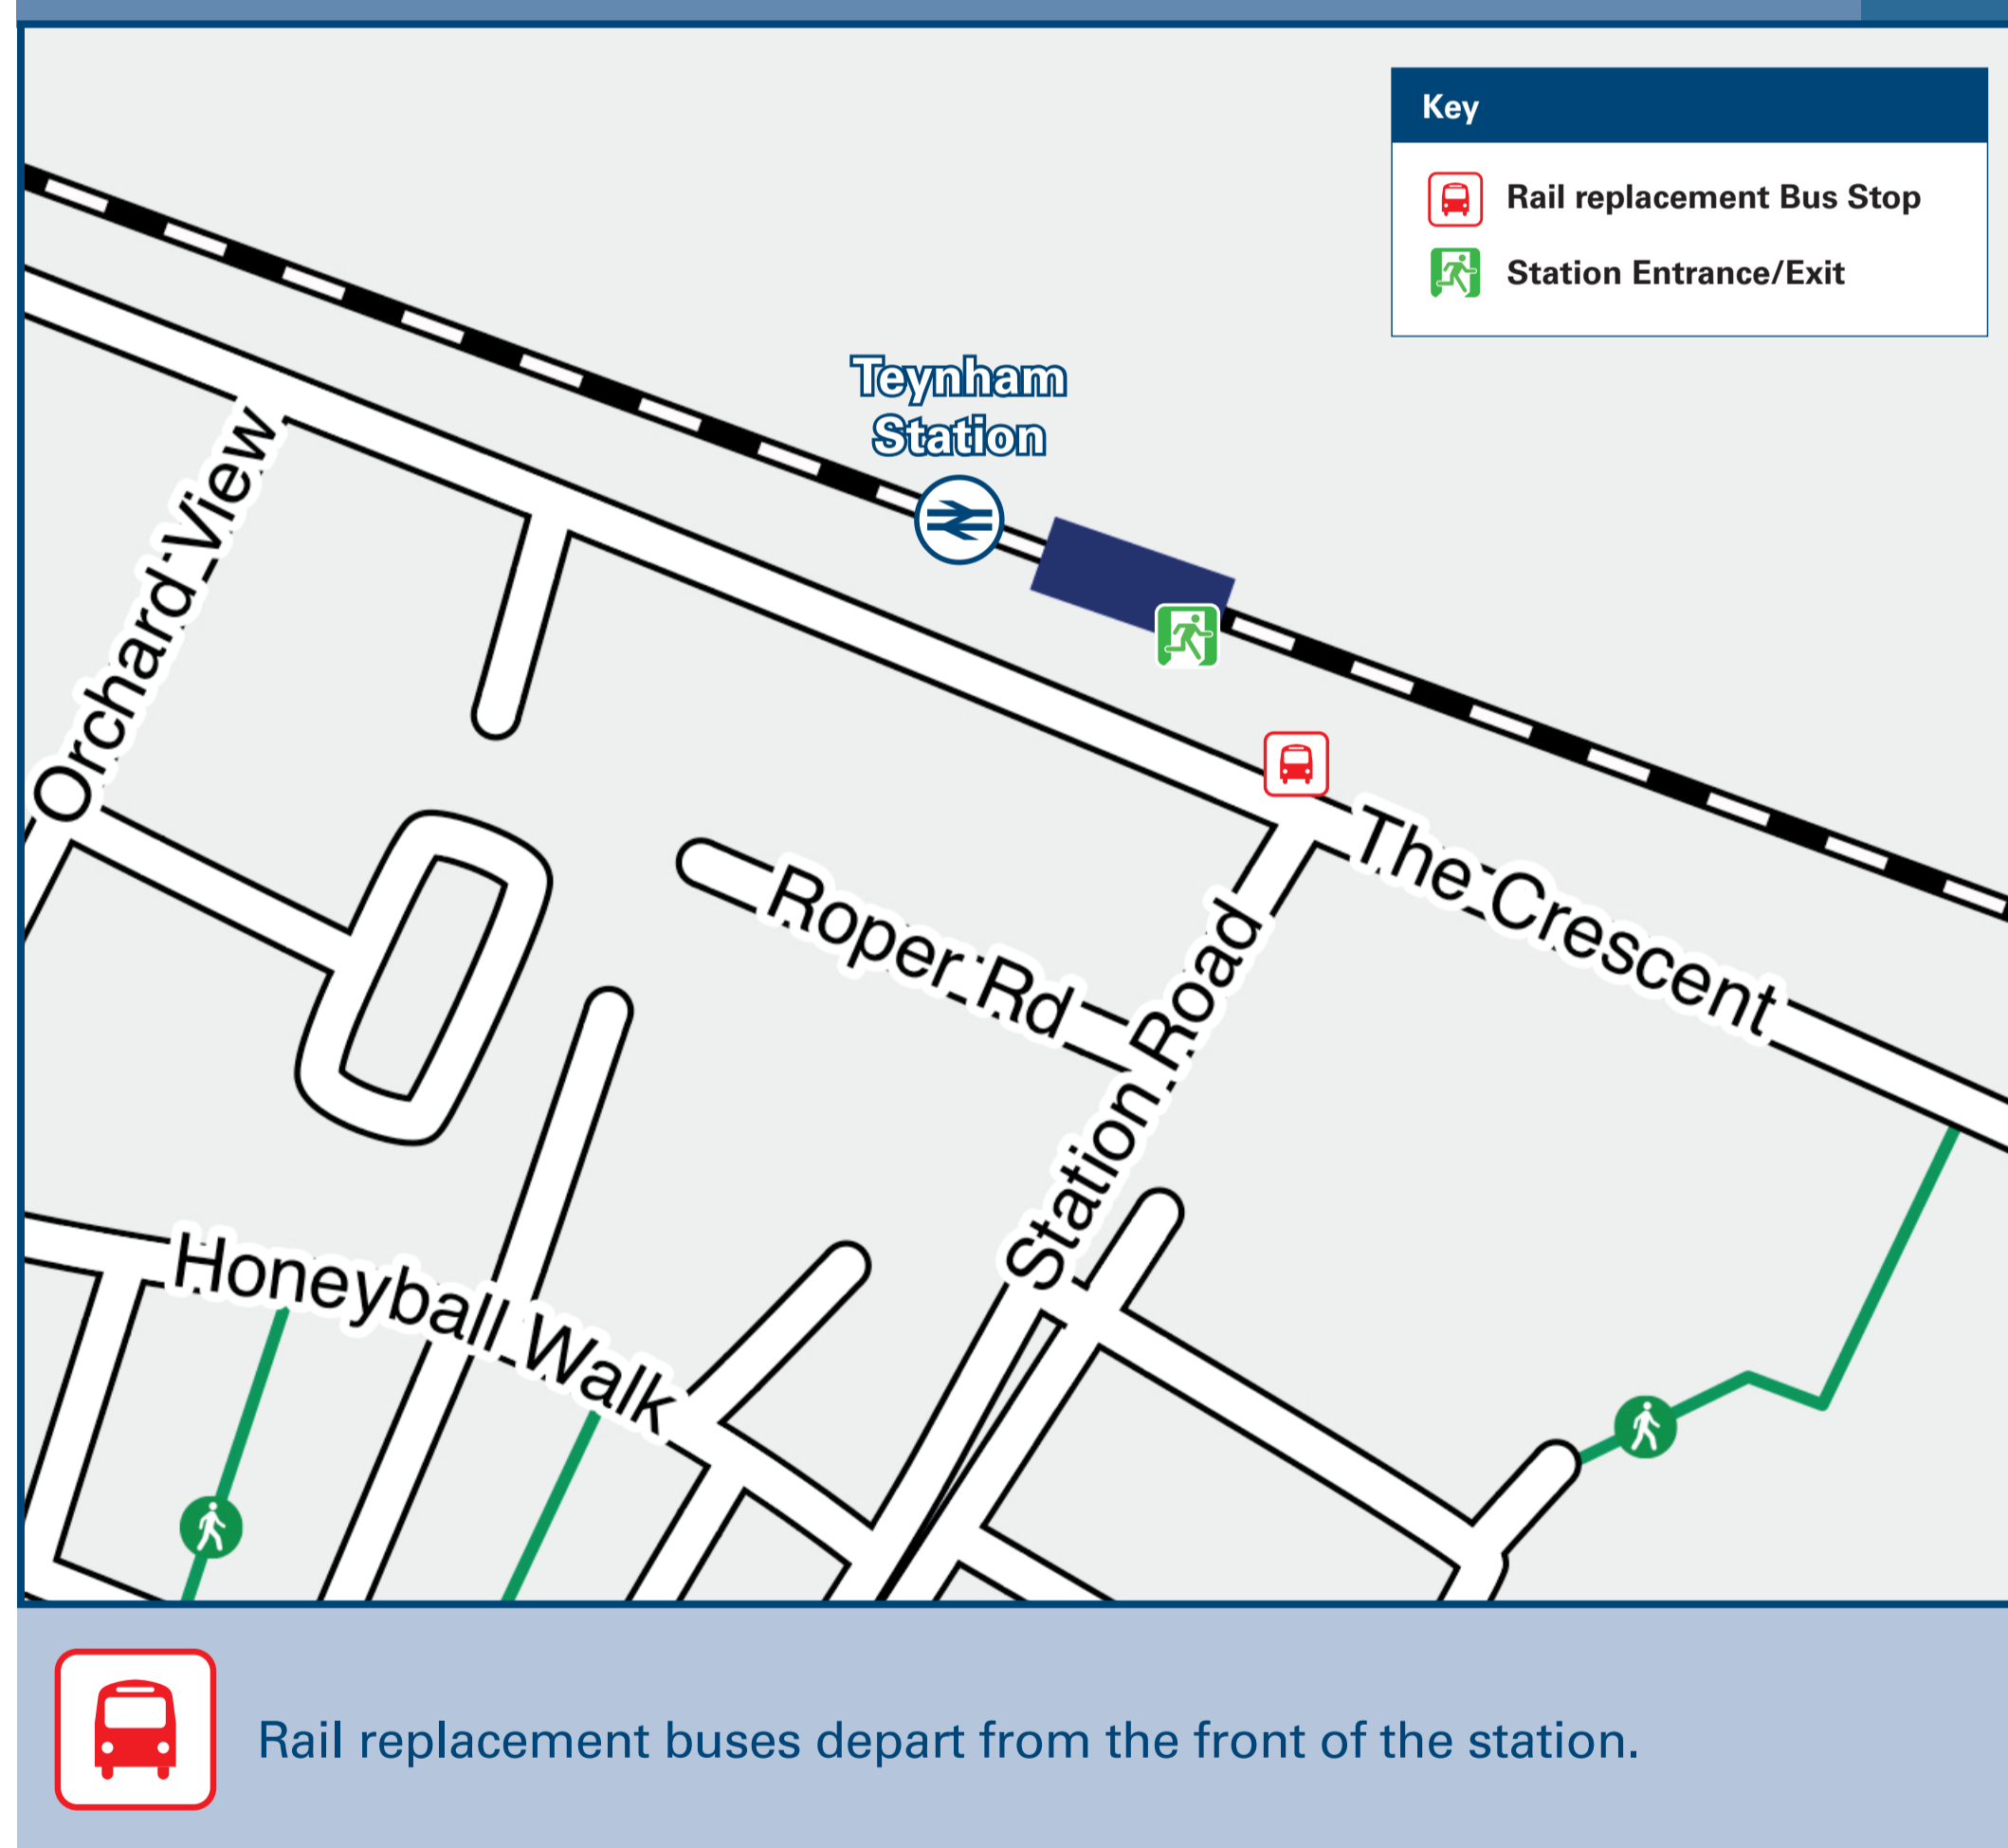 Key
Rail replacement Bus Stop
Station Entrance/Exit
Teynham
Station
Orchard View
The Crescent
Roper Rd
Station Road
Honeyball Walk
Rail replacement buses depart from the front of the station.